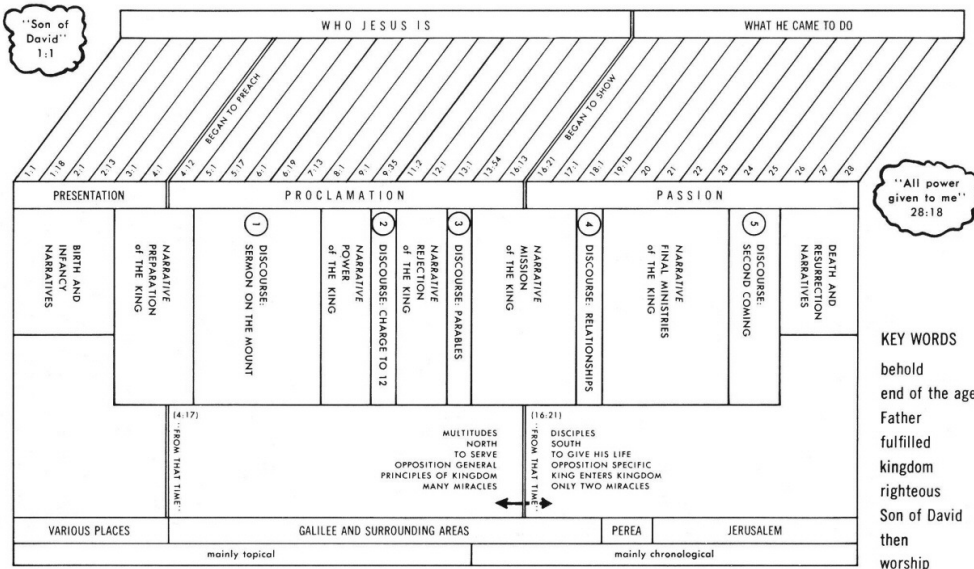 "Son of
David"
1:1
WHO JESUS IS
WHAT HE CAME TO DO
BEGAN TO PREACH
BEGAN TO SHOW
1:1
1:18
2:1
2:13
3:1
4:1
4:12
5:1
5:17
6:1
6:19
7:13
8:1
9:1
9:35
11:2
12:1
13:1
13:54
16:13
16:21
17:1
18:1
19:1b
20
21
22
23
24
25
26
27
28
"All power
given to me"
28:18
PRESENTATION
PROCLAMATION
PASSION
BIRTH AND
INFANCY
NARRATIVES
NARRATIVE
PREPARATION
of THE KING
1
DISCOURSE:
SERMON ON THE MOUNT
NARRATIVE
POWER
of THE KING
2
DISCOURSE: CHARGE TO 12
NARRATIVE
REJECTION
of THE KING
3
DISCOURSE: PARABLES
NARRATIVE
MISSION
of THE KING
4
DISCOURSE: RELATIONSHIPS
NARRATIVE
FINAL MINISTRIES
of THE KING
5
DISCOURSE:
SECOND COMING
DEATH AND
RESURRECTION
NARRATIVES
(4:17)
"FROM THAT TIME"
MULTITUDES
NORTH
TO SERVE
OPPOSITION GENERAL
PRINCIPLES OF KINGDOM
MANY MIRACLES
(16:21)
"FROM THAT TIME"
DISCIPLES
SOUTH
TO GIVE HIS LIFE
OPPOSITION SPECIFIC
KING ENTERS KINGDOM
ONLY TWO MIRACLES
VARIOUS PLACES
GALILEE AND SURROUNDING AREAS
PEREA
JERUSALEM
mainly topical
mainly chronological
KEY WORDS
behold
end of the age
Father
fulfilled
kingdom
righteous
Son of David
then
worship